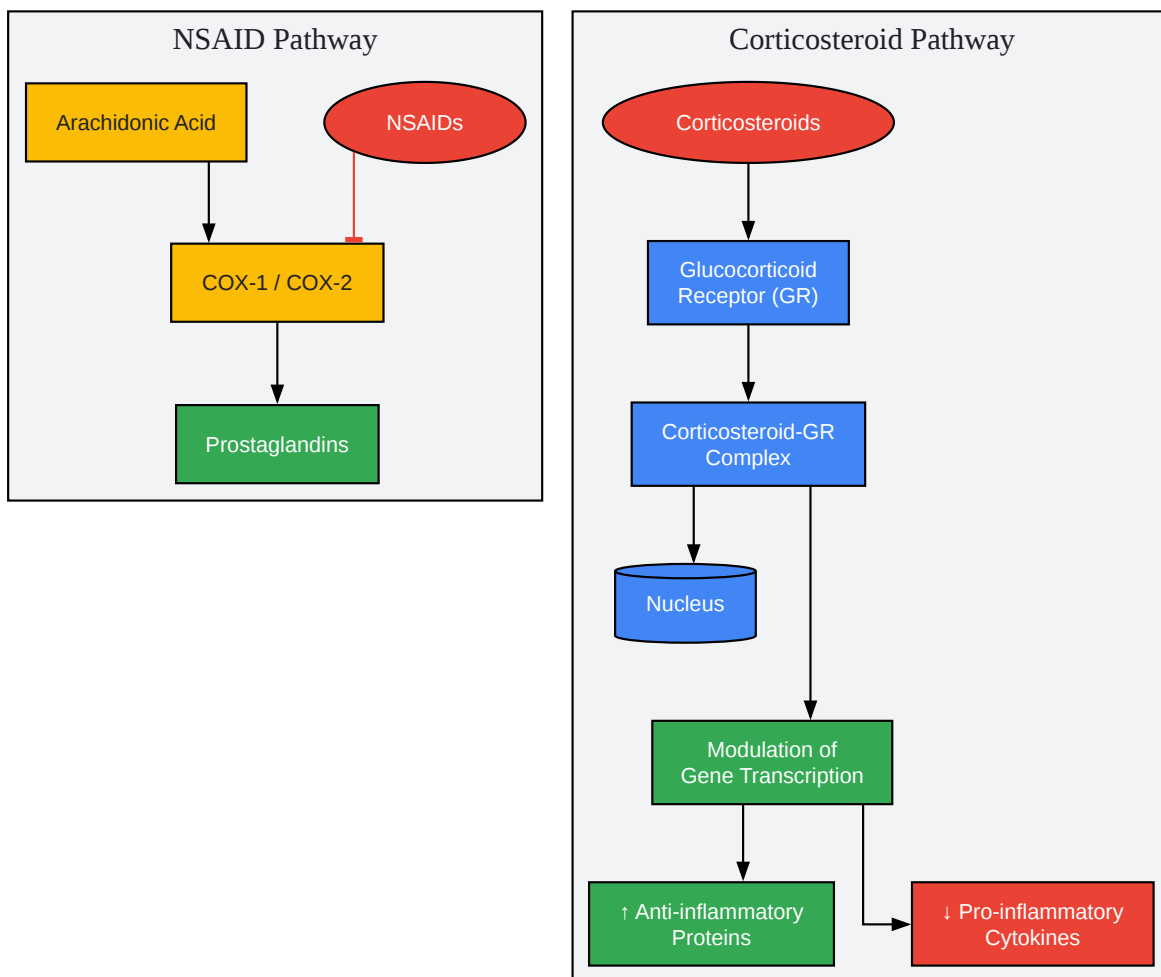 NSAID Pathway
Arachidonic Acid
NSAIDs
COX-1 / COX-2
Prostaglandins
Corticosteroid Pathway
Corticosteroids
Glucocorticoid
Receptor (GR)
Corticosteroid-GR
Complex
Nucleus
Modulation of
Gene Transcription
↑ Anti-inflammatory
Proteins
↓ Pro-inflammatory
Cytokines